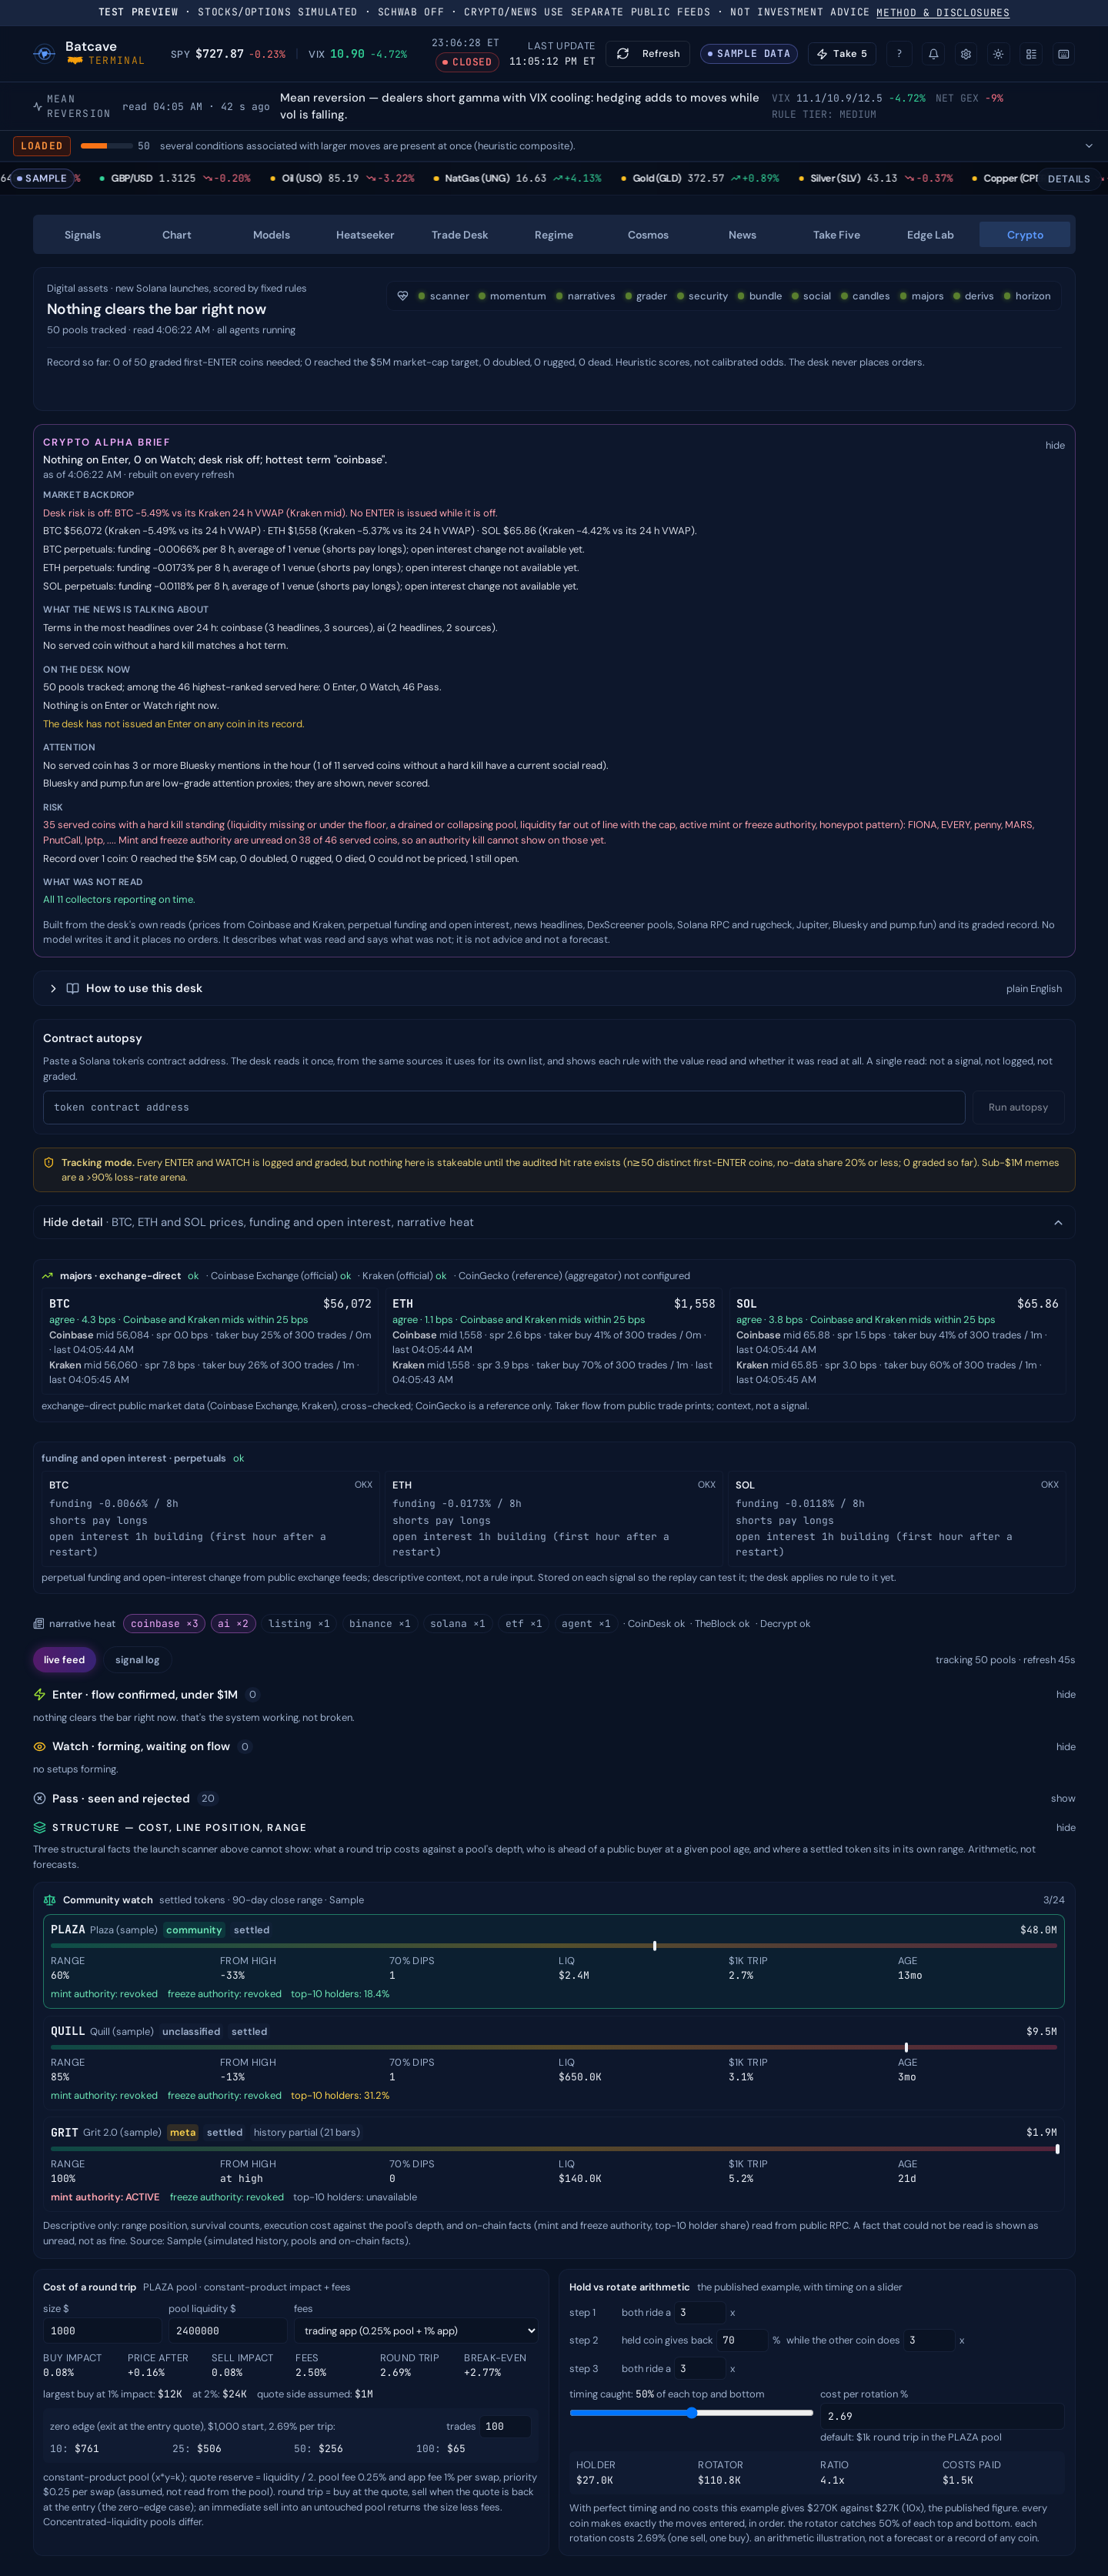 TEST PREVIEW · STOCKS/OPTIONS SIMULATED · SCHWAB OFF · CRYPTO/NEWS USE SEPARATE PUBLIC FEEDS · NOT INVESTMENT ADVICE METHOD & DISCLOSURES
Batcave TERMINAL
SPY $727.87 -0.23%
VIX 10.90 -4.72%
23:06:28 ET
CLOSED
LAST UPDATE
11:05:12 PM ET
Refresh
SAMPLE DATA
Take 5
?
MEAN REVERSION
read 04:05 AM · 42 s ago
Mean reversion — dealers short gamma with VIX cooling: hedging adds to moves while vol is falling.
VIX 11.1/10.9/12.5 -4.72% NET GEX -9%
RULE TIER: MEDIUM
LOADED 50 several conditions associated with larger moves are present at once (heuristic composite).
SAMPLE
GBP/USD 1.3125 -0.20%
Oil (USO) 85.19 -3.22%
NatGas (UNG) 16.63 +4.13%
Gold (GLD) 372.57 +0.89%
Silver (SLV) 43.13 -0.37%
DETAILS
Signals Chart Models Heatseeker Trade Desk Regime Cosmos News Take Five Edge Lab Crypto
Digital assets · new Solana launches, scored by fixed rules
Nothing clears the bar right now
50 pools tracked · read 4:06:22 AM · all agents running
scanner momentum narratives grader security bundle social candles majors derivs horizon
Record so far: 0 of 50 graded first-ENTER coins needed; 0 reached the $5M market-cap target, 0 doubled, 0 rugged, 0 dead. Heuristic scores, not calibrated odds. The desk never places orders.
CRYPTO ALPHA BRIEF
hide
Nothing on Enter, 0 on Watch; desk risk off; hottest term "coinbase".
as of 4:06:22 AM · rebuilt on every refresh
MARKET BACKDROP
Desk risk is off: BTC -5.49% vs its Kraken 24 h VWAP (Kraken mid). No ENTER is issued while it is off.
BTC $56,072 (Kraken -5.49% vs its 24 h VWAP) · ETH $1,558 (Kraken -5.37% vs its 24 h VWAP) · SOL $65.86 (Kraken -4.42% vs its 24 h VWAP).
BTC perpetuals: funding -0.0066% per 8 h, average of 1 venue (shorts pay longs); open interest change not available yet.
ETH perpetuals: funding -0.0173% per 8 h, average of 1 venue (shorts pay longs); open interest change not available yet.
SOL perpetuals: funding -0.0118% per 8 h, average of 1 venue (shorts pay longs); open interest change not available yet.
WHAT THE NEWS IS TALKING ABOUT
Terms in the most headlines over 24 h: coinbase (3 headlines, 3 sources), ai (2 headlines, 2 sources).
No served coin without a hard kill matches a hot term.
ON THE DESK NOW
50 pools tracked; among the 46 highest-ranked served here: 0 Enter, 0 Watch, 46 Pass.
Nothing is on Enter or Watch right now.
The desk has not issued an Enter on any coin in its record.
ATTENTION
No served coin has 3 or more Bluesky mentions in the hour (1 of 11 served coins without a hard kill have a current social read).
Bluesky and pump.fun are low-grade attention proxies; they are shown, never scored.
RISK
35 served coins with a hard kill standing (liquidity missing or under the floor, a drained or collapsing pool, liquidity far out of line with the cap, active mint or freeze authority, honeypot pattern): FIONA, EVERY, penny, MARS,
PnutCall, lptp, .... Mint and freeze authority are unread on 38 of 46 served coins, so an authority kill cannot show on those yet.
Record over 1 coin: 0 reached the $5M cap, 0 doubled, 0 rugged, 0 died, 0 could not be priced, 1 still open.
WHAT WAS NOT READ
All 11 collectors reporting on time.
Built from the desk's own reads (prices from Coinbase and Kraken, perpetual funding and open interest, news headlines, DexScreener pools, Solana RPC and rugcheck, Jupiter, Bluesky and pump.fun) and its graded record. No
model writes it and it places no orders. It describes what was read and says what was not; it is not advice and not a forecast.
How to use this desk
plain English
Contract autopsy
Paste a Solana token's contract address. The desk reads it once, from the same sources it uses for its own list, and shows each rule with the value read and whether it was read at all. A single read: not a signal, not logged, not
graded.
token contract address
Run autopsy
Tracking mode. Every ENTER and WATCH is logged and graded, but nothing here is stakeable until the audited hit rate exists (n≥50 distinct first-ENTER coins, no-data share 20% or less; 0 graded so far). Sub-$1M memes
are a >90% loss-rate arena.
Hide detail · BTC, ETH and SOL prices, funding and open interest, narrative heat
majors · exchange-direct ok · Coinbase Exchange (official) ok · Kraken (official) ok · CoinGecko (reference) (aggregator) not configured
BTC $56,072
agree · 4.3 bps · Coinbase and Kraken mids within 25 bps
Coinbase mid 56,084 · spr 0.0 bps · taker buy 25% of 300 trades / 0m
· last 04:05:44 AM
Kraken mid 56,060 · spr 7.8 bps · taker buy 26% of 300 trades / 1m ·
last 04:05:45 AM
ETH $1,558
agree · 1.1 bps · Coinbase and Kraken mids within 25 bps
Coinbase mid 1,558 · spr 2.6 bps · taker buy 41% of 300 trades / 0m ·
last 04:05:44 AM
Kraken mid 1,558 · spr 3.9 bps · taker buy 70% of 300 trades / 1m · last
04:05:43 AM
SOL $65.86
agree · 3.8 bps · Coinbase and Kraken mids within 25 bps
Coinbase mid 65.88 · spr 1.5 bps · taker buy 41% of 300 trades / 1m ·
last 04:05:44 AM
Kraken mid 65.85 · spr 3.0 bps · taker buy 60% of 300 trades / 1m ·
last 04:05:45 AM
exchange-direct public market data (Coinbase Exchange, Kraken), cross-checked; CoinGecko is a reference only. Taker flow from public trade prints; context, not a signal.
funding and open interest · perpetuals ok
BTC OKX
funding -0.0066% / 8h
shorts pay longs
open interest 1h building (first hour after a
restart)
ETH OKX
funding -0.0173% / 8h
shorts pay longs
open interest 1h building (first hour after a
restart)
SOL OKX
funding -0.0118% / 8h
shorts pay longs
open interest 1h building (first hour after a
restart)
perpetual funding and open-interest change from public exchange feeds; descriptive context, not a rule input. Stored on each signal so the replay can test it; the desk applies no rule to it yet.
narrative heat coinbase ×3 ai ×2 listing ×1 binance ×1 solana ×1 etf ×1 agent ×1 · CoinDesk ok · TheBlock ok · Decrypt ok
live feed signal log tracking 50 pools · refresh 45s
Enter · flow confirmed, under $1M 0 hide
nothing clears the bar right now. that's the system working, not broken.
Watch · forming, waiting on flow 0 hide
no setups forming.
Pass · seen and rejected 20 show
STRUCTURE — COST, LINE POSITION, RANGE hide
Three structural facts the launch scanner above cannot show: what a round trip costs against a pool's depth, who is ahead of a public buyer at a given pool age, and where a settled token sits in its own range. Arithmetic, not
forecasts.
Community watch settled tokens · 90-day close range · Sample 3/24
PLAZA Plaza (sample) community settled $48.0M
RANGE FROM HIGH 70% DIPS LIQ $1K TRIP AGE
60% -33% 1 $2.4M 2.7% 13mo
mint authority: revoked freeze authority: revoked top-10 holders: 18.4%
QUILL Quill (sample) unclassified settled $9.5M
RANGE FROM HIGH 70% DIPS LIQ $1K TRIP AGE
85% -13% 1 $650.0K 3.1% 3mo
mint authority: revoked freeze authority: revoked top-10 holders: 31.2%
GRIT Grit 2.0 (sample) meta settled history partial (21 bars) $1.9M
RANGE FROM HIGH 70% DIPS LIQ $1K TRIP AGE
100% at high 0 $140.0K 5.2% 21d
mint authority: ACTIVE freeze authority: revoked top-10 holders: unavailable
Descriptive only: range position, survival counts, execution cost against the pool's depth, and on-chain facts (mint and freeze authority, top-10 holder share) read from public RPC. A fact that could not be read is shown as
unread, not as fine. Source: Sample (simulated history, pools and on-chain facts).
Cost of a round trip PLAZA pool · constant-product impact + fees
size $ pool liquidity $ fees
1000 2400000 trading app (0.25% pool + 1% app)
BUY IMPACT PRICE AFTER SELL IMPACT FEES ROUND TRIP BREAK-EVEN
0.08% +0.16% 0.08% 2.50% 2.69% +2.77%
largest buy at 1% impact: $12K at 2%: $24K quote side assumed: $1M
zero edge (exit at the entry quote), $1,000 start, 2.69% per trip: trades 100
10: $761 25: $506 50: $256 100: $65
constant-product pool (x*y=k); quote reserve = liquidity / 2. pool fee 0.25% and app fee 1% per swap, priority
$0.25 per swap (assumed, not read from the pool). round trip = buy at the quote, sell when the quote is back
at the entry (the zero-edge case); an immediate sell into an untouched pool returns the size less fees.
Concentrated-liquidity pools differ.
Hold vs rotate arithmetic the published example, with timing on a slider
step 1 both ride a 3 x
step 2 held coin gives back 70 % while the other coin does 3 x
step 3 both ride a 3 x
timing caught: 50% of each top and bottom
cost per rotation %
2.69
default: $1k round trip in the PLAZA pool
HOLDER ROTATOR RATIO COSTS PAID
$27.0K $110.8K 4.1x $1.5K
With perfect timing and no costs this example gives $270K against $27K (10x), the published figure. every
coin makes exactly the moves entered, in order. the rotator catches 50% of each top and bottom. each
rotation costs 2.69% (one sell, one buy). an arithmetic illustration, not a forecast or a record of any coin.